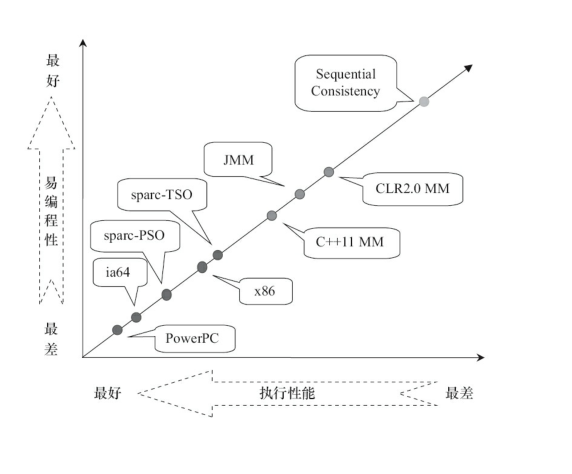 最
好
Sequential
Consistency
JMM
CLR2.0 MM
sparc-TSO
易
编
程
性
C++11 MM
sparc-PSO
ia64
x86
最
差
PowerPC
最好
执行性能
最差